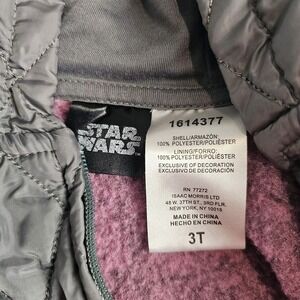 STAR
WARS
1614377
SHELL/ARMAZÓN:
100% POLYESTER/POLIÉSTER
LINING/FORRO:
100% POLYESTER/POLIÉSTER
EXCLUSIVE OF DECORATION
EXCLUSIVO DE DECORACIÓN
RN 77272
ISAAC MORRIS LTD
48 W. 37TH ST., 3RD FLR.
NEW YORK, NY 10018
MADE IN CHINA
HECHO EN CHINA
3T